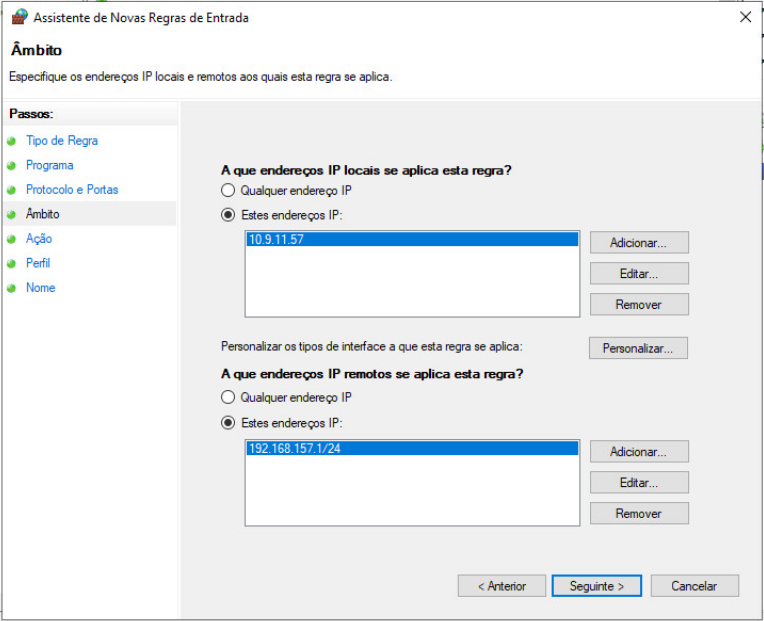 Assistente de Novas Regras de Entrada
Âmbito
Especifique os endereços IP locais e remotos aos quais esta regra se aplica.
Passos:
Tipo de Regra
Programa
Protocolo e Portas
Âmbito
Ação
Perfil
Nome
A que endereços IP locais se aplica esta regra?
Qualquer endereço IP
Estes endereços IP:
10.9.11.57
Adicionar...
Editar...
Remover
Personalizar os tipos de interface a que esta regra se aplica:
Personalizar...
A que endereços IP remotos se aplica esta regra?
Qualquer endereço IP
Estes endereços IP:
192.168.157.1/24
Adicionar...
Editar...
Remover
< Anterior
Seguinte >
Cancelar